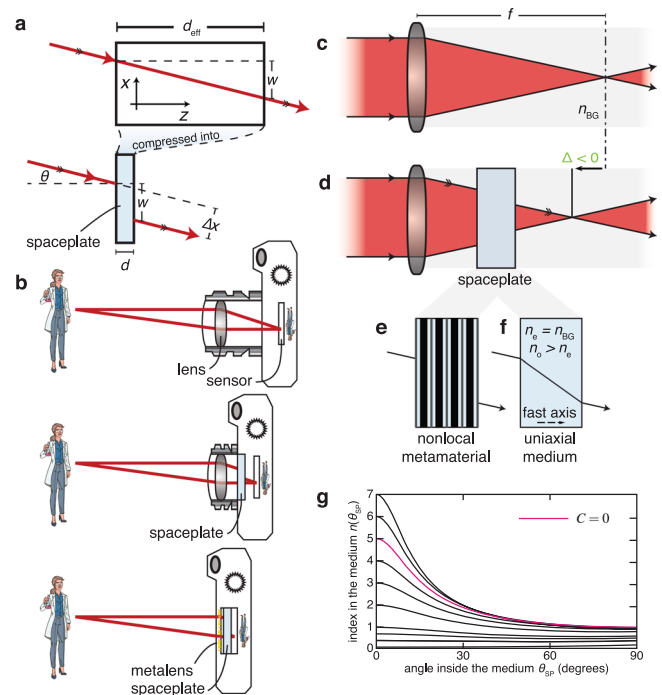 a
d_eff
x
z
w
compressed into
θ
w
Δx
spaceplate
d
b
lens
sensor
spaceplate
metalens
spaceplate
c
f
n_BG
d
Δ < 0
spaceplate
e
nonlocal
metamaterial
f
n_e = n_BG
n_o > n_e
fast axis
uniaxial
medium
g
index in the medium n(θ_SP)
7
6
5
4
3
2
1
0
C = 0
0 30 60 90
angle inside the medium θ_SP (degrees)